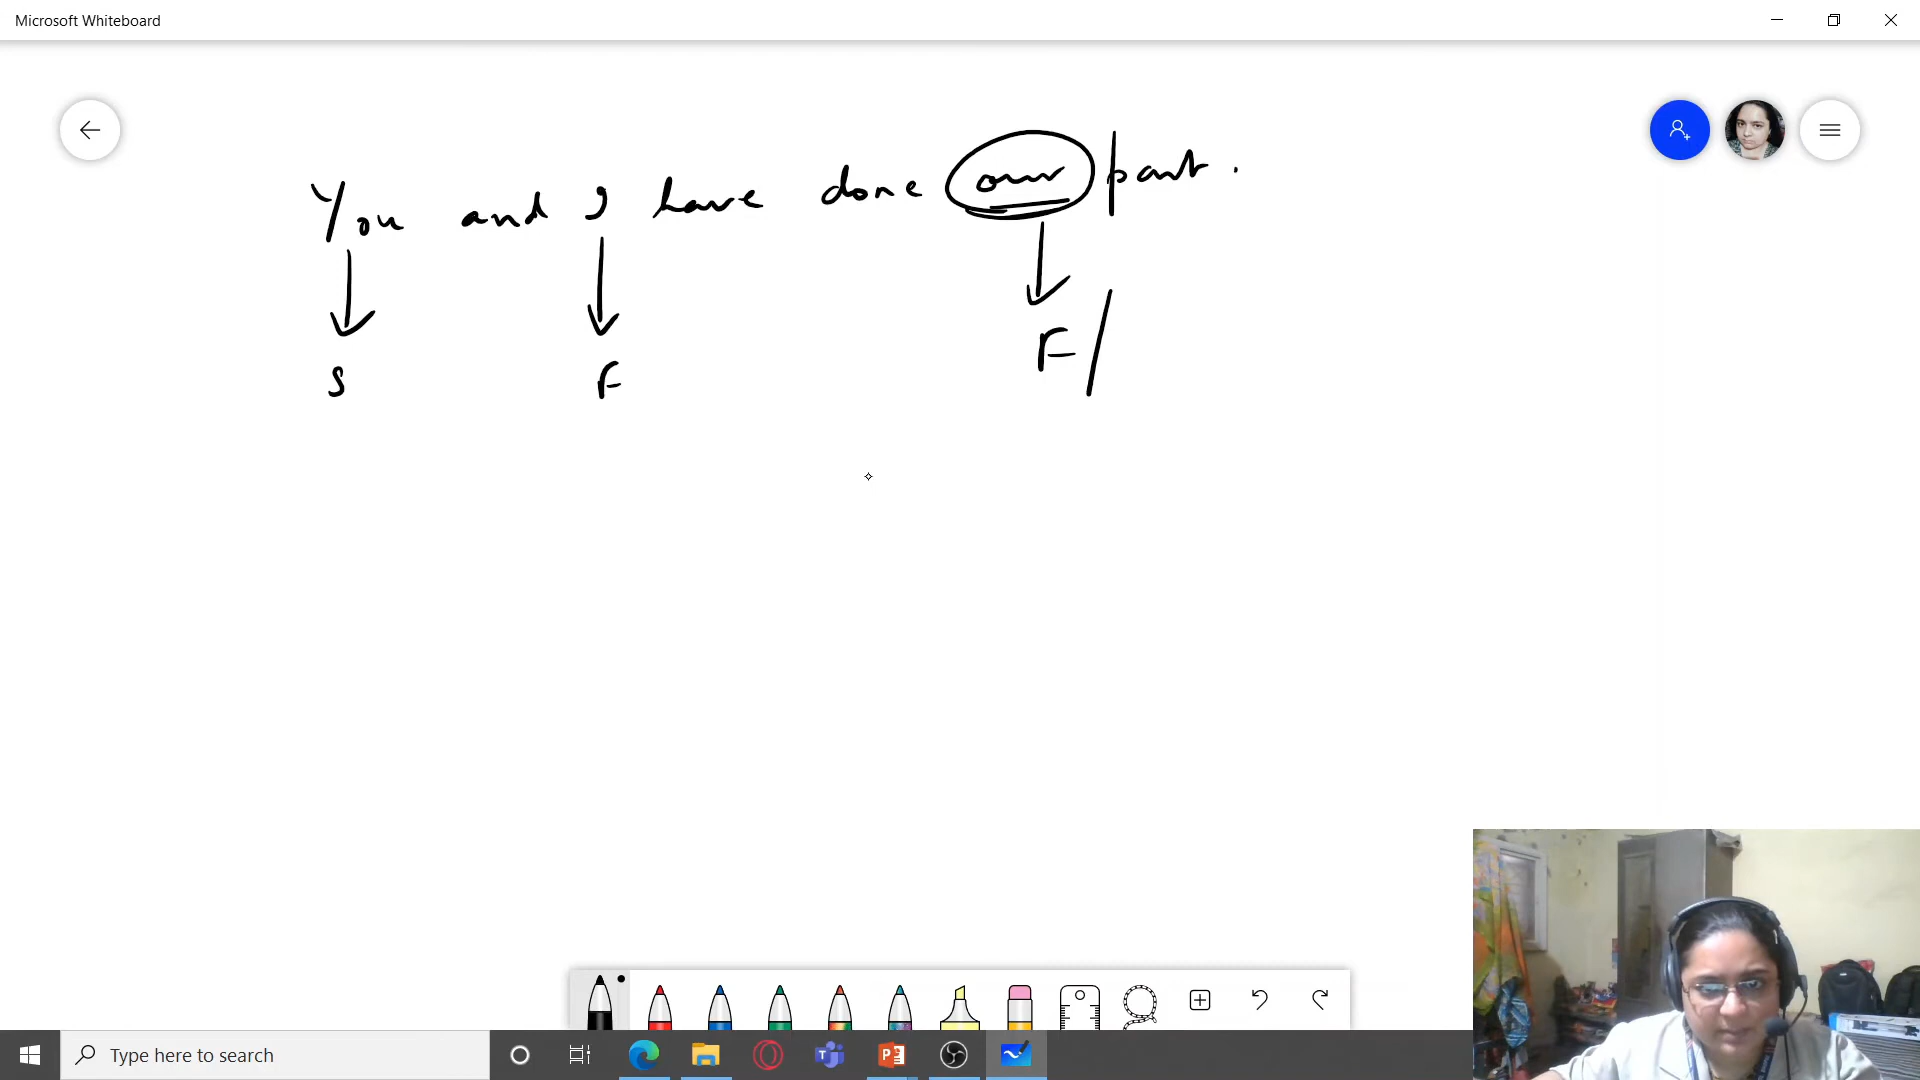 Microsoft Whiteboard
You and I have done our part.
S F F/
Type here to search